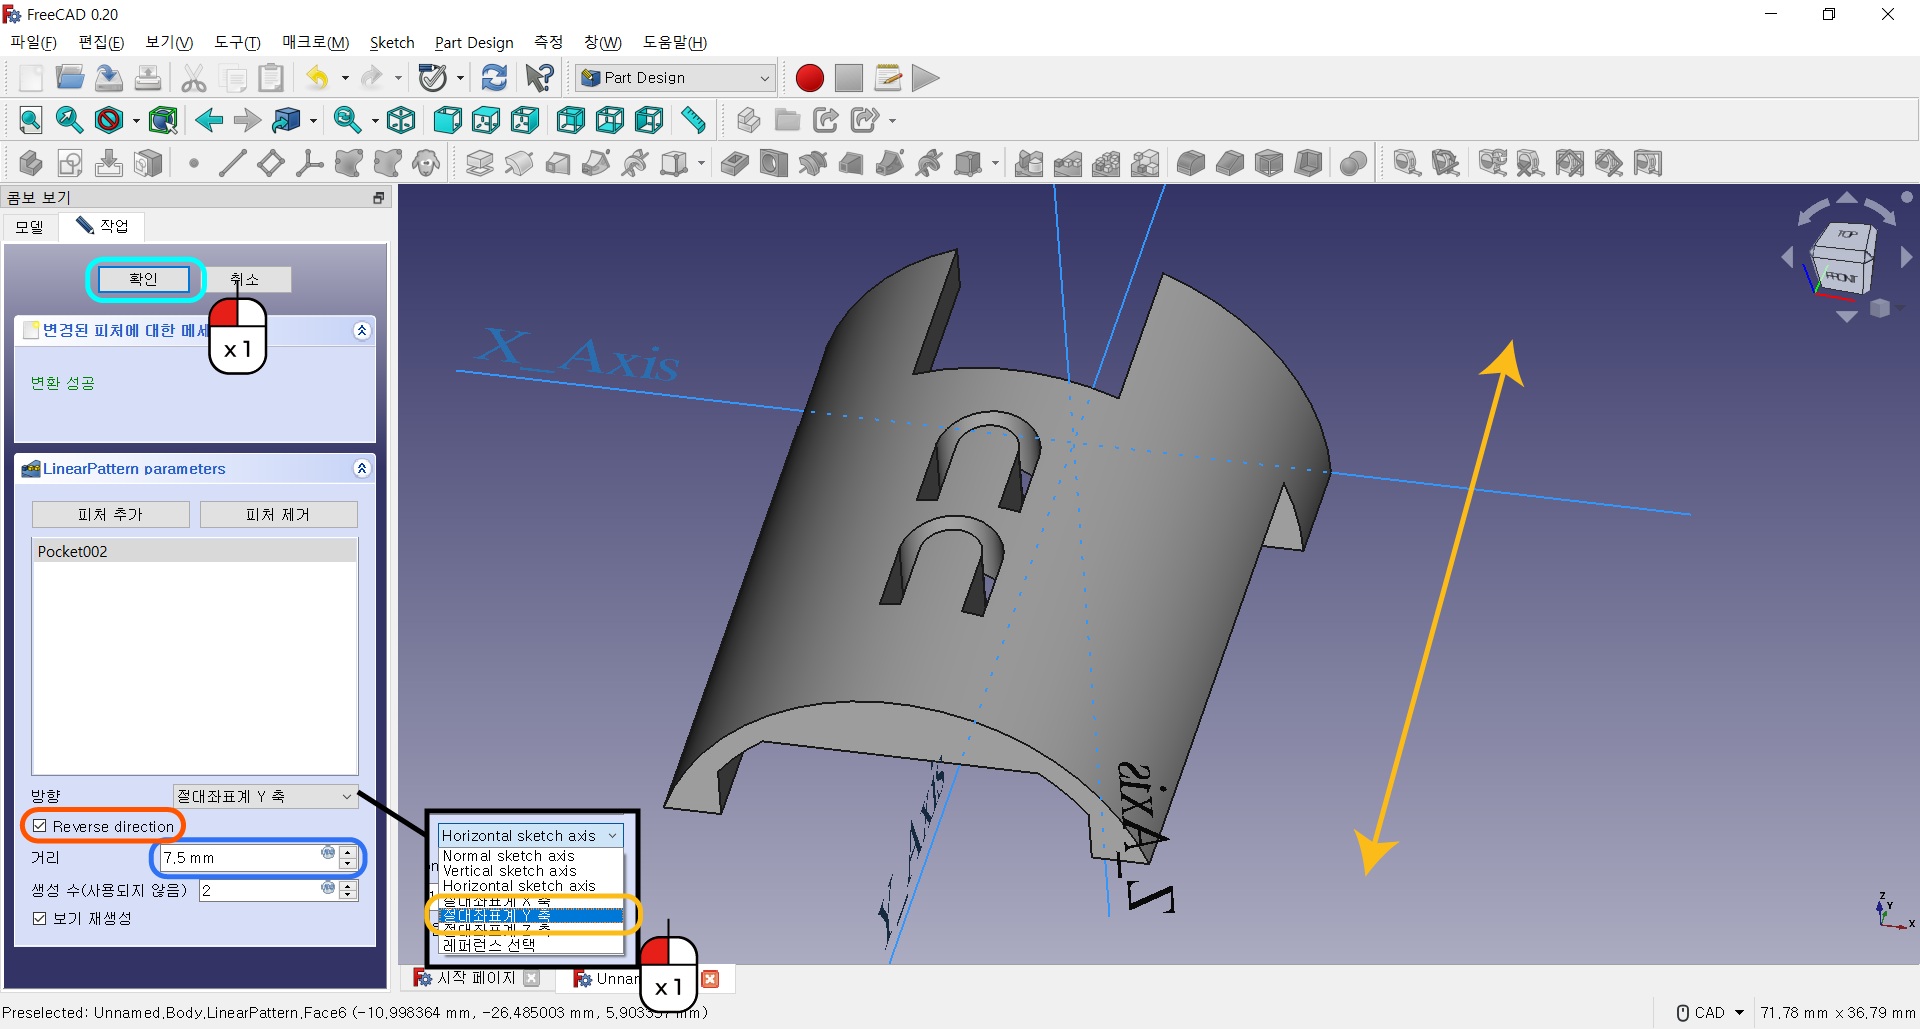 FreeCAD 0.20
파일(F) 편집(E) 보기(V) 도구(T) 매크로(M) Sketch Part Design 측정 창(W) 도움말(H)
Part Design
콤보 보기
모델 작업
확인 취소
변경된 피처에 대한 메세
x 1
변환 성공
LinearPattern parameters
피처 추가 피처 제거
Pocket002
방향 절대좌표계 Y 축
Reverse direction
거리 7.5 mm
생성 수(사용되지 않음) 2
보기 재생성
X_Axis
Y_Axis
Z_Axis
TOP
FRONT
Horizontal sketch axis
Normal sketch axis
Vertical sketch axis
Horizontal sketch axis
절대좌표계 X 축
절대좌표계 Y 축
절대좌표계 Z 축
레퍼런스 선택
x 1
Z
Y
X
시작 페이지 Unnar
Preselected: Unnamed.Body.LinearPattern.Face6 (-10.998364 mm, -26.485003 mm, 5.903 mm)
CAD 71.78 mm x 36.79 mm